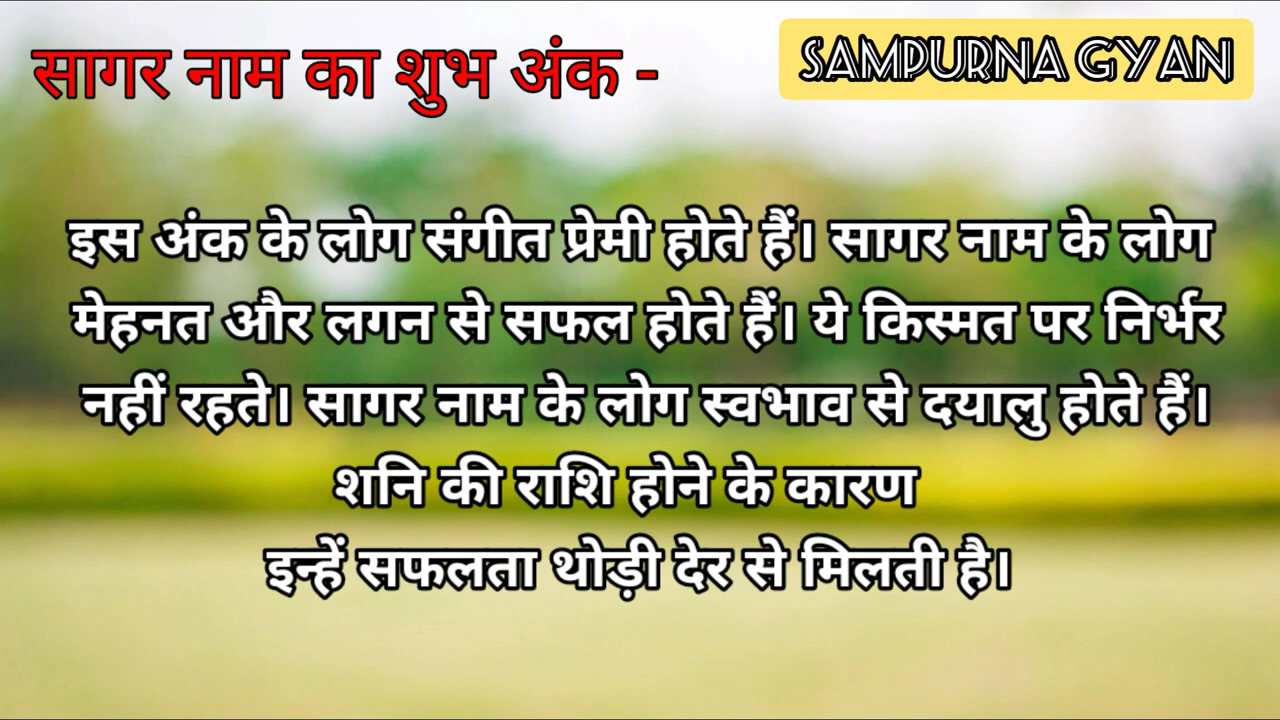 सागर नाम का शुभ अंक -
SAMPURNA GYAN
इस अंक के लोग संगीत प्रेमी होते हैं। सागर नाम के लोग
मेहनत और लगन से सफल होते हैं। ये किस्मत पर निर्भर
नहीं रहते। सागर नाम के लोग स्वभाव से दयालु होते हैं।
शनि की राशि होने के कारण
इन्हें सफलता थोड़ी देर से मिलती है।